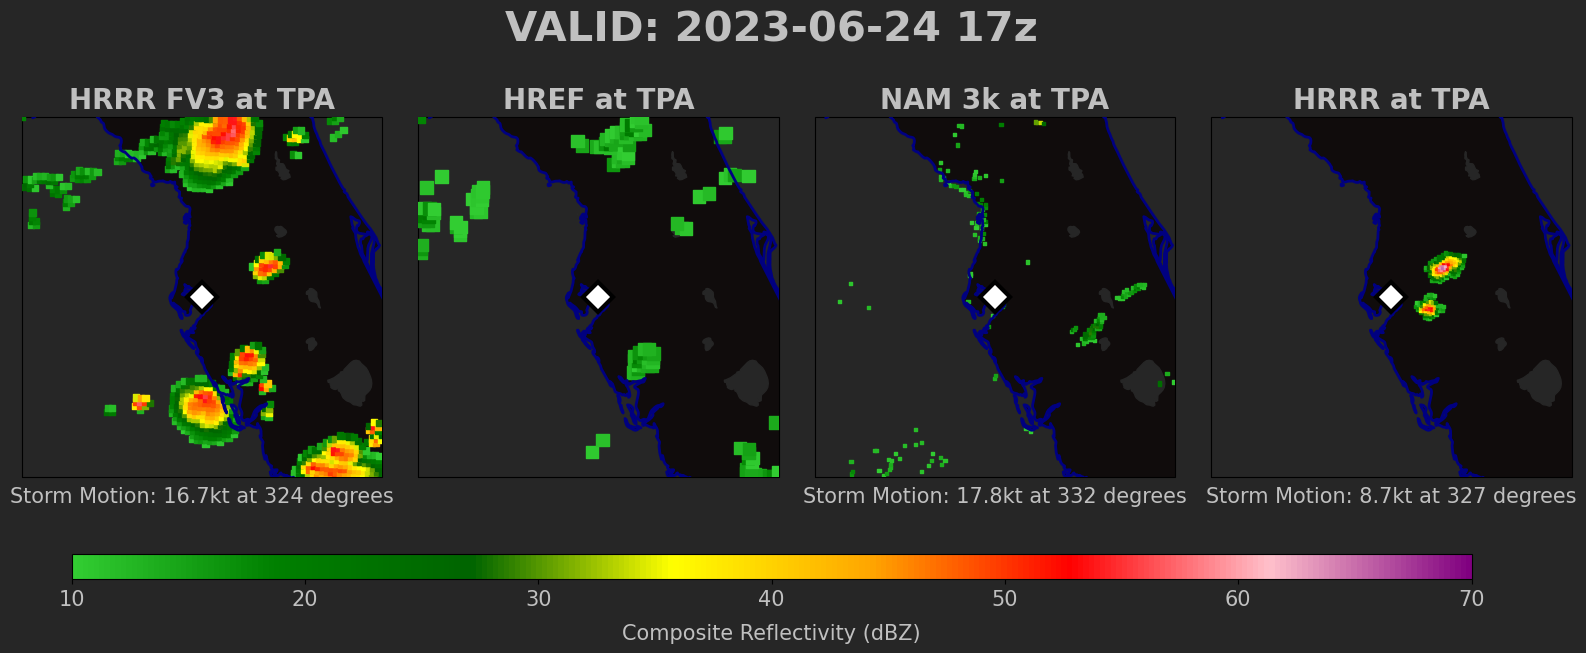 VALID: 2023-06-24 17z
HRRR FV3 at TPA
HREF at TPA
NAM 3k at TPA
HRRR at TPA
Storm Motion: 16.7kt at 324 degrees
Storm Motion: 17.8kt at 332 degrees
Storm Motion: 8.7kt at 327 degrees
10 20 30 40 50 60 70
Composite Reflectivity (dBZ)